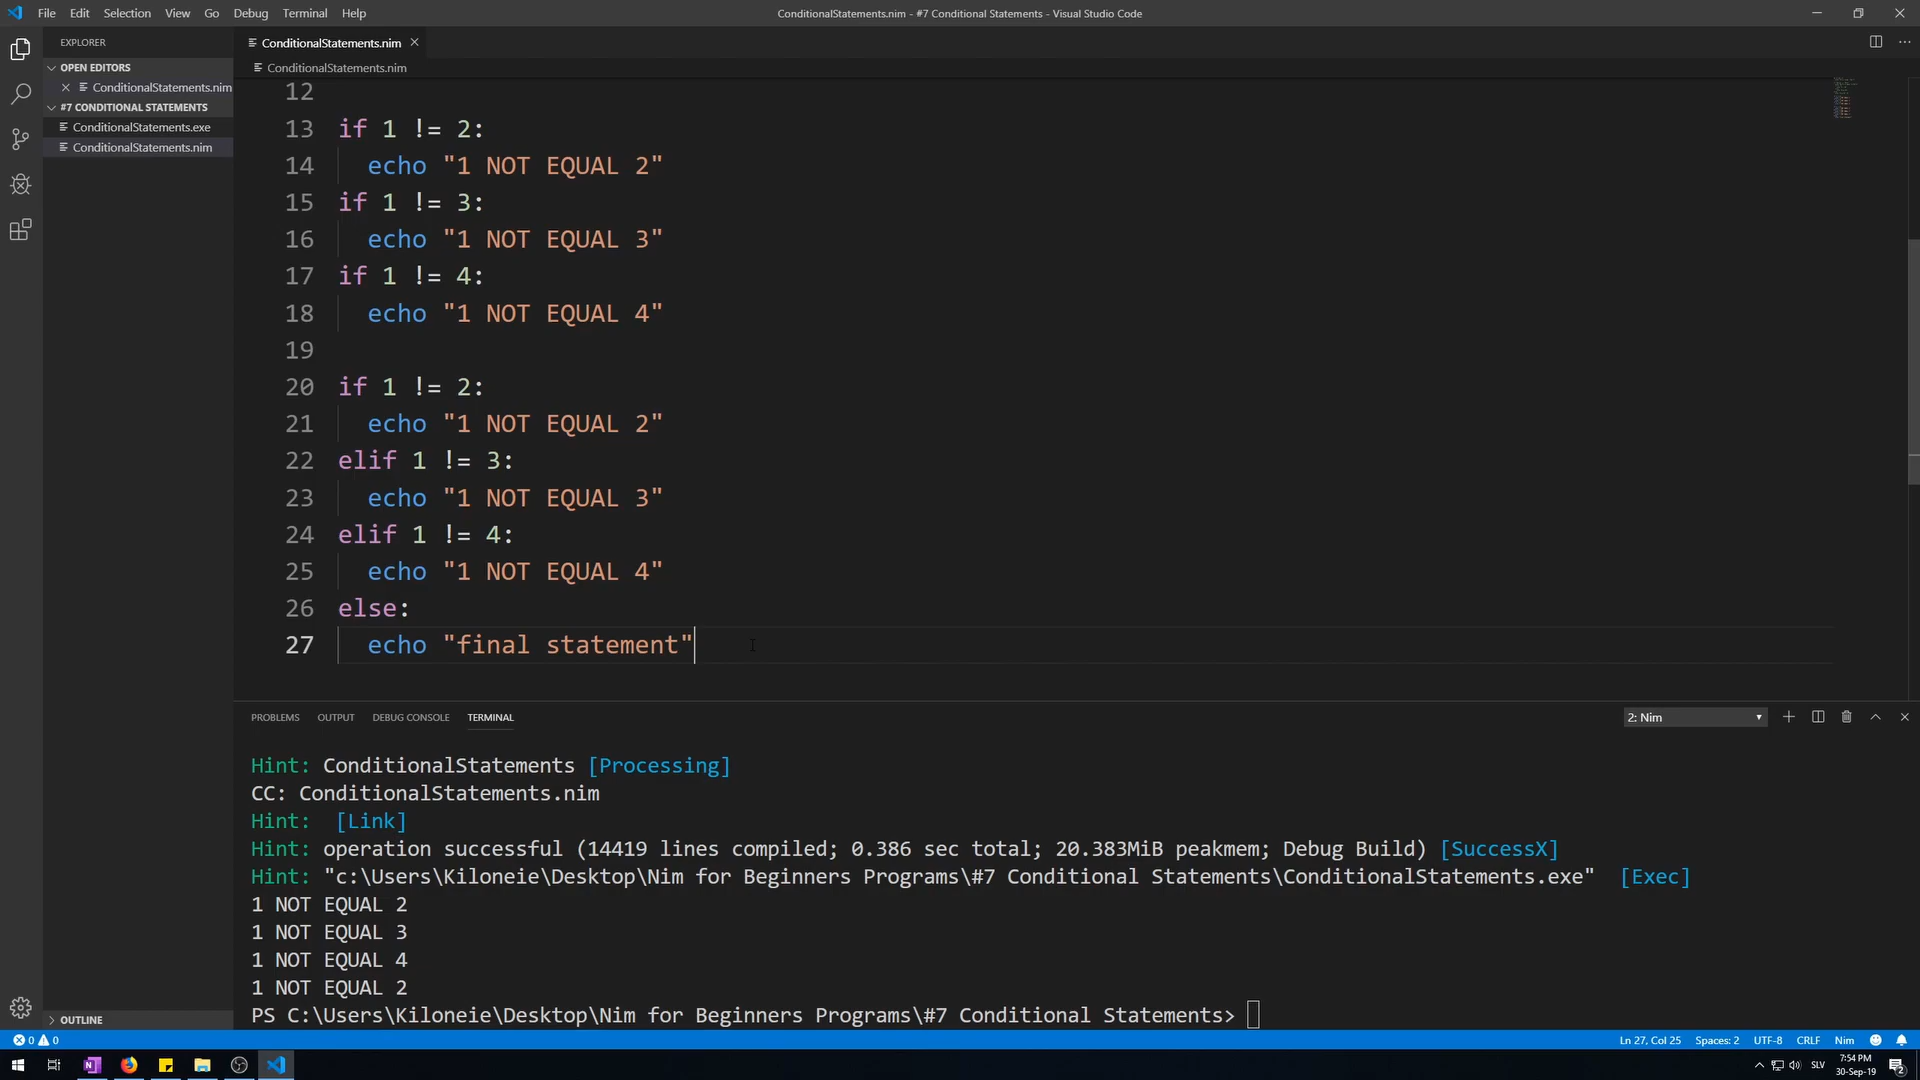 File Edit Selection View Go Debug Terminal Help
ConditionalStatements.nim - #7 Conditional Statements - Visual Studio Code
EXPLORER
OPEN EDITORS
ConditionalStatements.nim
#7 CONDITIONAL STATEMENTS
ConditionalStatements.exe
ConditionalStatements.nim
OUTLINE
ConditionalStatements.nim
ConditionalStatements.nim
12
13 if 1 != 2:
14 echo "1 NOT EQUAL 2"
15 if 1 != 3:
16 echo "1 NOT EQUAL 3"
17 if 1 != 4:
18 echo "1 NOT EQUAL 4"
19
20 if 1 != 2:
21 echo "1 NOT EQUAL 2"
22 elif 1 != 3:
23 echo "1 NOT EQUAL 3"
24 elif 1 != 4:
25 echo "1 NOT EQUAL 4"
26 else:
27 echo "final statement"
PROBLEMS OUTPUT DEBUG CONSOLE TERMINAL
2: Nim
Hint: ConditionalStatements [Processing]
CC: ConditionalStatements.nim
Hint: [Link]
Hint: operation successful (14419 lines compiled; 0.386 sec total; 20.383MiB peakmem; Debug Build) [SuccessX]
Hint: "c:\Users\Kiloneie\Desktop\Nim for Beginners Programs\#7 Conditional Statements\ConditionalStatements.exe" [Exec]
1 NOT EQUAL 2
1 NOT EQUAL 3
1 NOT EQUAL 4
1 NOT EQUAL 2
PS C:\Users\Kiloneie\Desktop\Nim for Beginners Programs\#7 Conditional Statements>
0 0
Ln 27, Col 25 Spaces: 2 UTF-8 CRLF Nim
SLV
7:54 PM
30-Sep-19
2